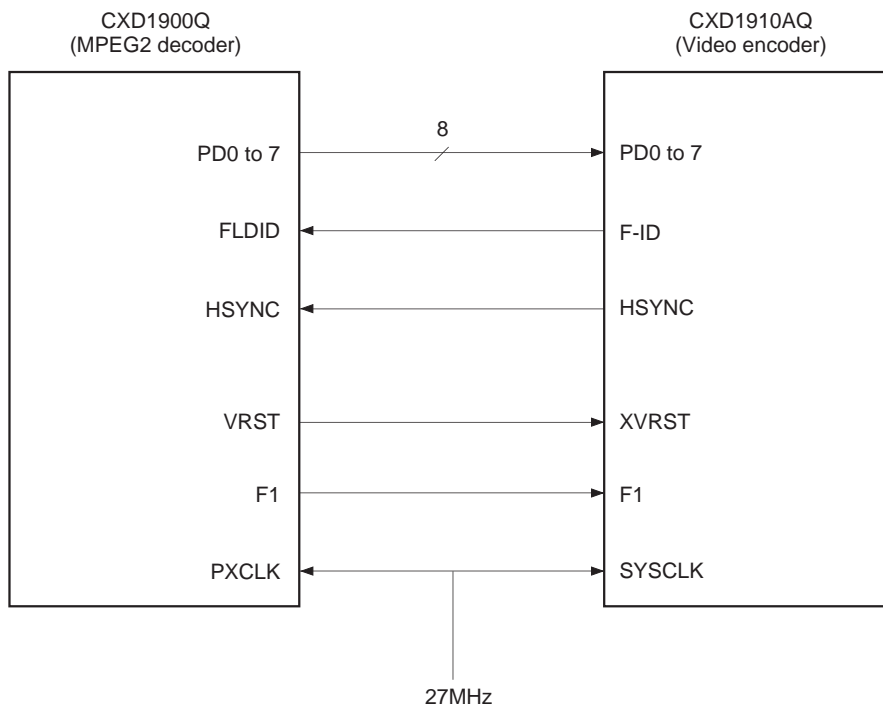 CXD1900Q
(MPEG2 decoder)
CXD1910AQ
(Video encoder)
8
PD0 to 7
PD0 to 7
FLDID
F-ID
HSYNC
HSYNC
VRST
XVRST
F1
F1
PXCLK
SYSCLK
27MHz